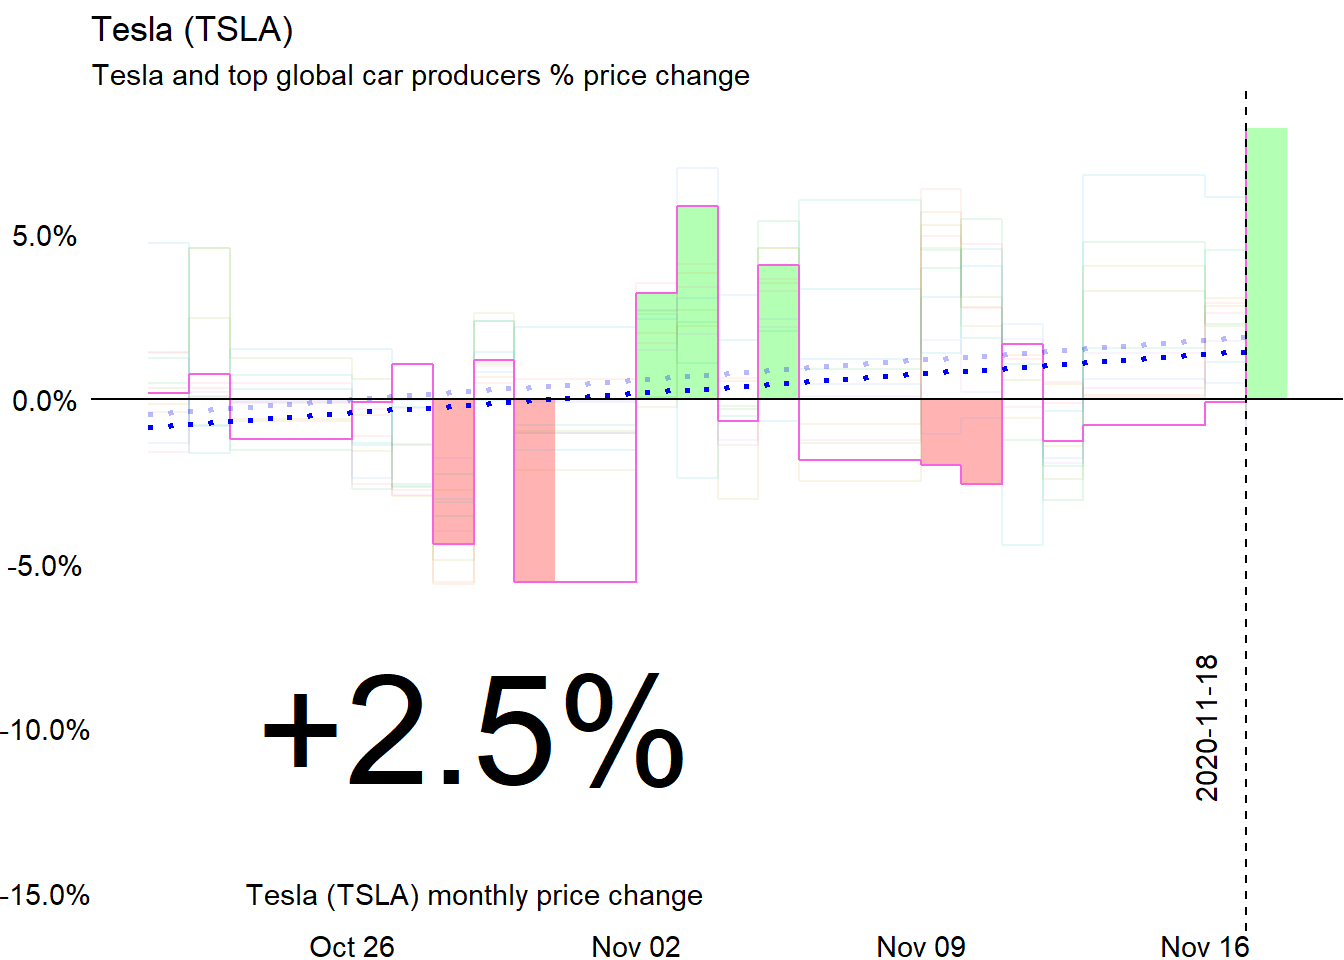 Tesla (TSLA)
Tesla and top global car producers % price change
5.0%
0.0%
-5.0%
-10.0%
-15.0%
+2.5%
Tesla (TSLA) monthly price change
2020-11-18
Oct 26
Nov 02
Nov 09
Nov 16